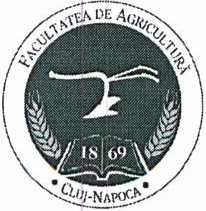 FACULTATEA DE AGRICULTURĂ
18 69
• CLUJ-NAPOCA •